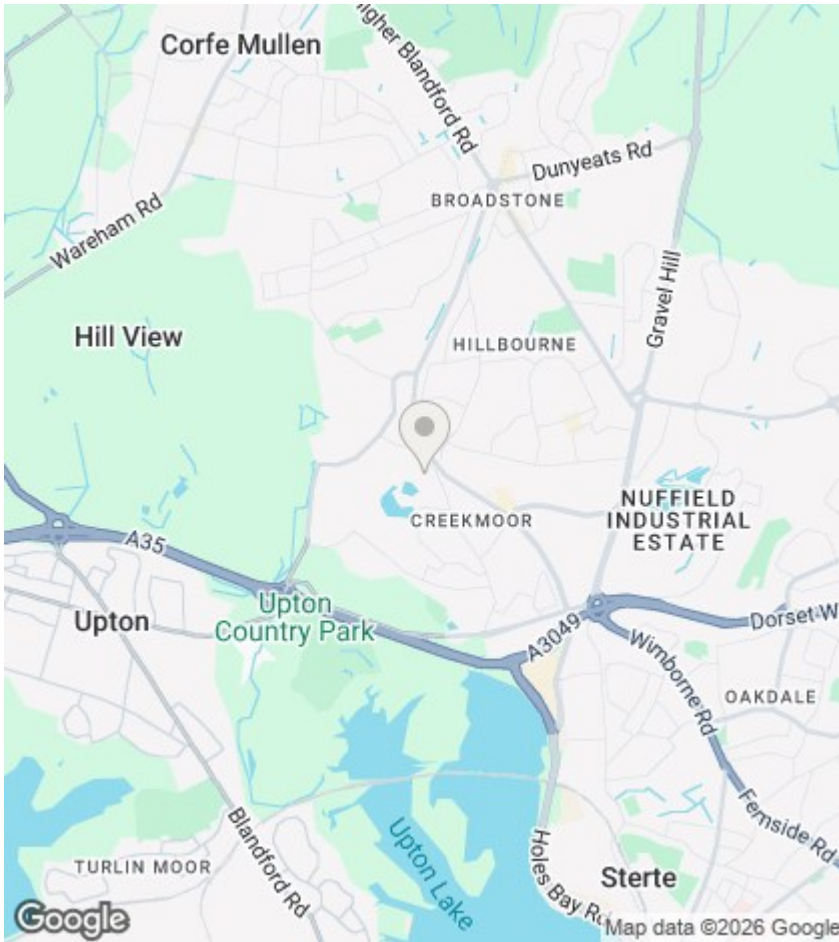 Corfe Mullen
Higher Blandford Rd
Dunyeats Rd
BROADSTONE
Wareham Rd
Gravel Hill
Hill View
HILLBOURNE
NUFFIELD
INDUSTRIAL
ESTATE
CREEKMOOR
A35
Upton
Upton
Country Park
A3049
Dorset W
Wimborne Rd
OAKDALE
Fernside Rd
Upton Lake
Blandford Rd
TURLIN MOOR
Holes Bay Rd
Sterte
Google
Map data ©2026 Google